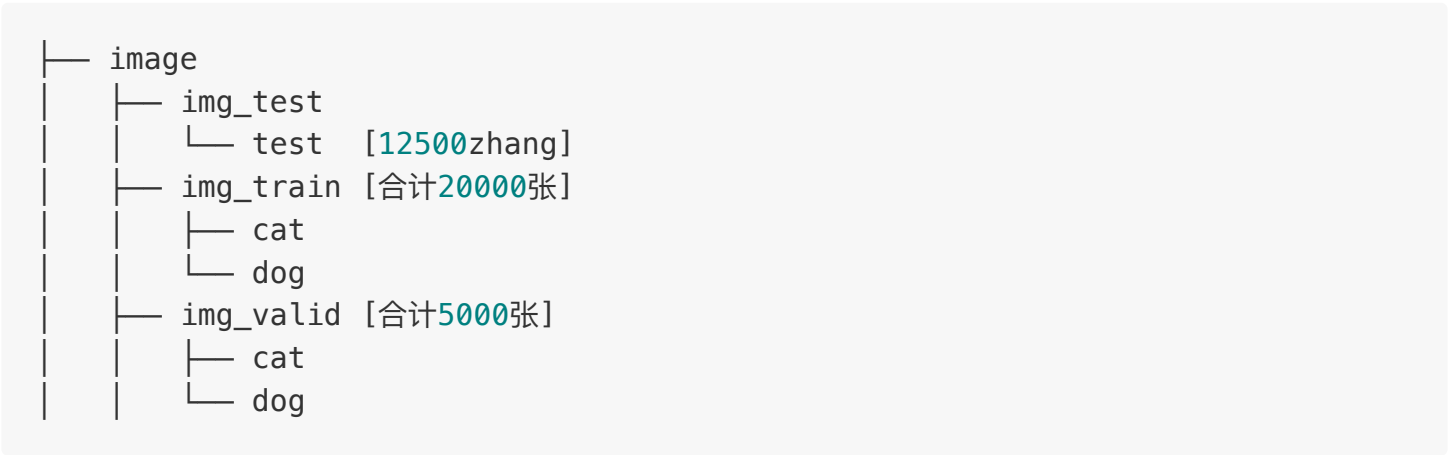 ├── image
│   ├── img_test
│   │   └── test  [12500zhang]
│   ├── img_train [合计20000张]
│   │   ├── cat
│   │   └── dog
│   ├── img_valid [合计5000张]
│   │   ├── cat
│   │   └── dog